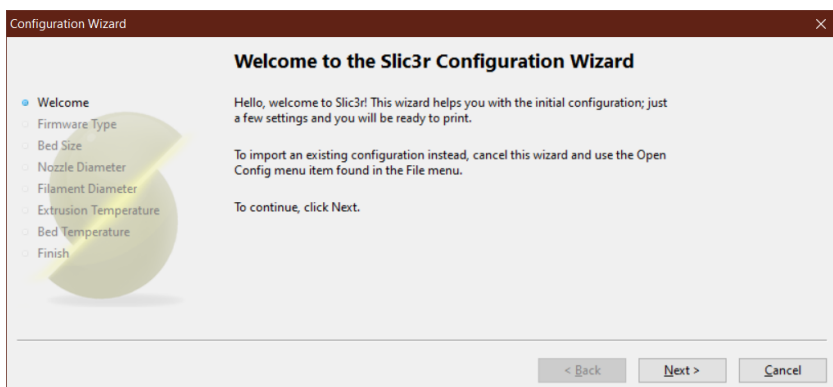 Configuration Wizard
Welcome to the Slic3r Configuration Wizard
Welcome
Firmware Type
Bed Size
Nozzle Diameter
Filament Diameter
Extrusion Temperature
Bed Temperature
Finish
Hello, welcome to Slic3r! This wizard helps you with the initial configuration; just
a few settings and you will be ready to print.
To import an existing configuration instead, cancel this wizard and use the Open
Config menu item found in the File menu.
To continue, click Next.
< Back
Next >
Cancel